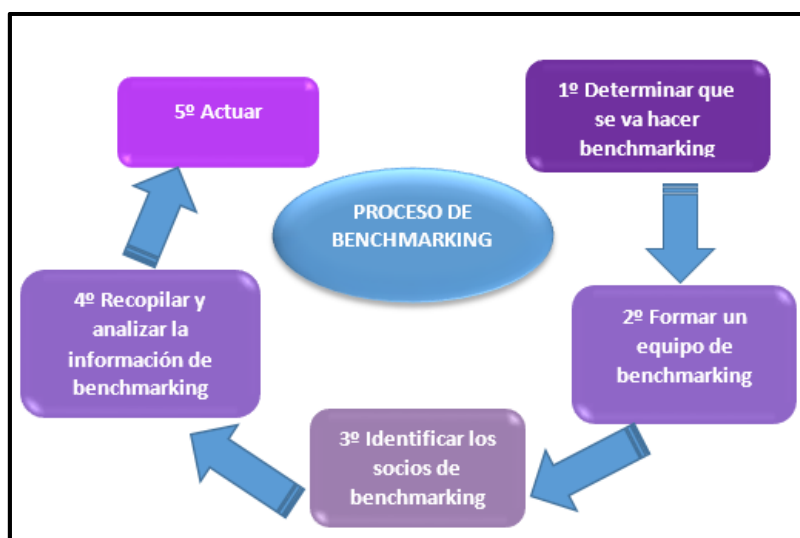 1º Determinar que
se va hacer
benchmarking
2º Formar un
equipo de
benchmarking
3º Identificar los
socios de
benchmarking
4º Recopilar y
analizar la
información de
benchmarking
5º Actuar
PROCESO DE
BENCHMARKING